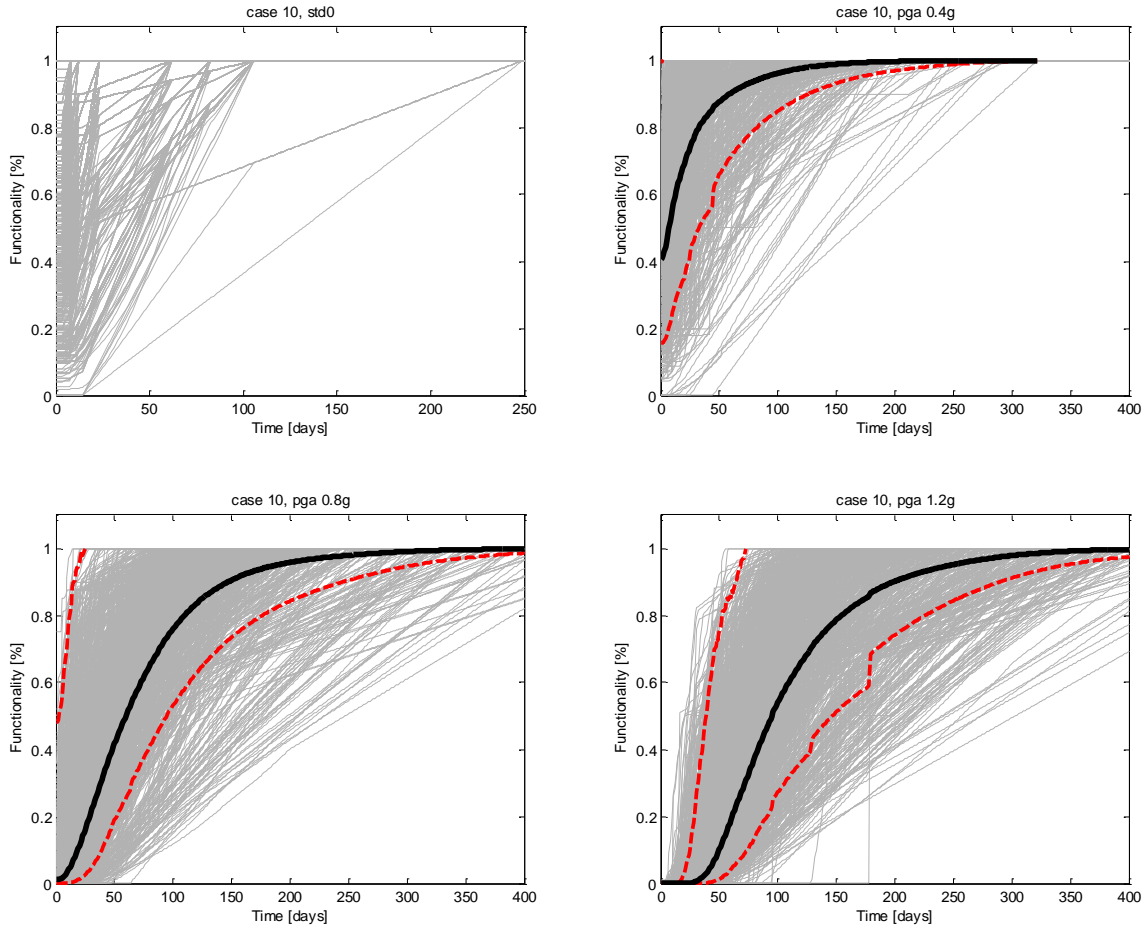 case 10, std0
1
0.8
0.6
0.4
0.2
0
Functionality [%]
0 50 100 150 200 250
Time [days]
case 10, pga 0.4g
1
0.8
0.6
0.4
0.2
0
Functionality [%]
0 50 100 150 200 250 300 350 400
Time [days]
case 10, pga 0.8g
1
0.8
0.6
0.4
0.2
0
Functionality [%]
0 50 100 150 200 250 300 350 400
Time [days]
case 10, pga 1.2g
1
0.8
0.6
0.4
0.2
0
Functionality [%]
0 50 100 150 200 250 300 350 400
Time [days]